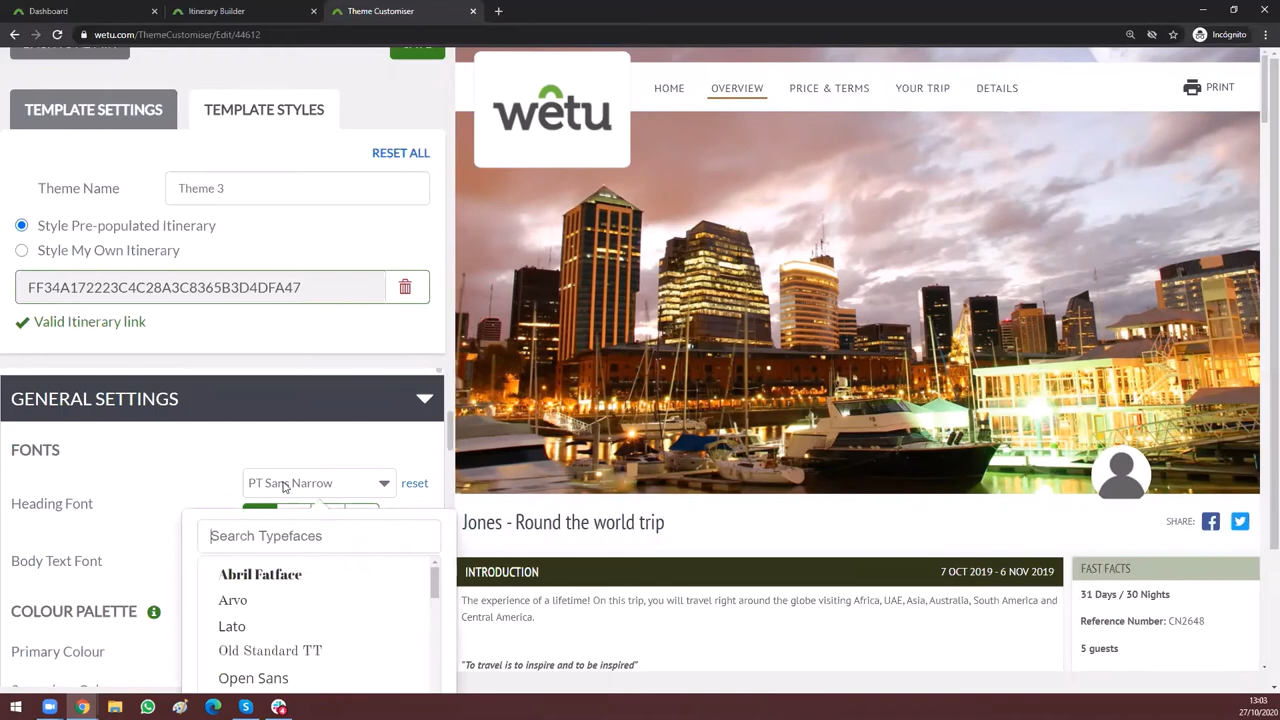 Dashboard
Itinerary Builder
Theme Customiser
wetu.com/ThemeCustomiser/Edit/44612
Incógnito
TEMPLATE SETTINGS
TEMPLATE STYLES
RESET ALL
Theme Name
Theme 3
Style Pre-populated Itinerary
Style My Own Itinerary
FF34A172223C4C28A3C8365B3D4DFA47
Valid Itinerary link
GENERAL SETTINGS
FONTS
PT Sans Narrow
reset
Heading Font
Search Typefaces
Body Text Font
Abril Fatface
Arvo
COLOUR PALETTE
Lato
Primary Colour
Old Standard TT
Open Sans
wetu
HOME
OVERVIEW
PRICE & TERMS
YOUR TRIP
DETAILS
PRINT
Jones - Round the world trip
SHARE:
INTRODUCTION
7 OCT 2019 - 6 NOV 2019
The experience of a lifetime! On this trip, you will travel right around the globe visiting Africa, UAE, Asia, Australia, South America and
Central America.
"To travel is to inspire and to be inspired"
FAST FACTS
31 Days / 30 Nights
Reference Number: CN2648
5 guests
13:03
27/10/2020